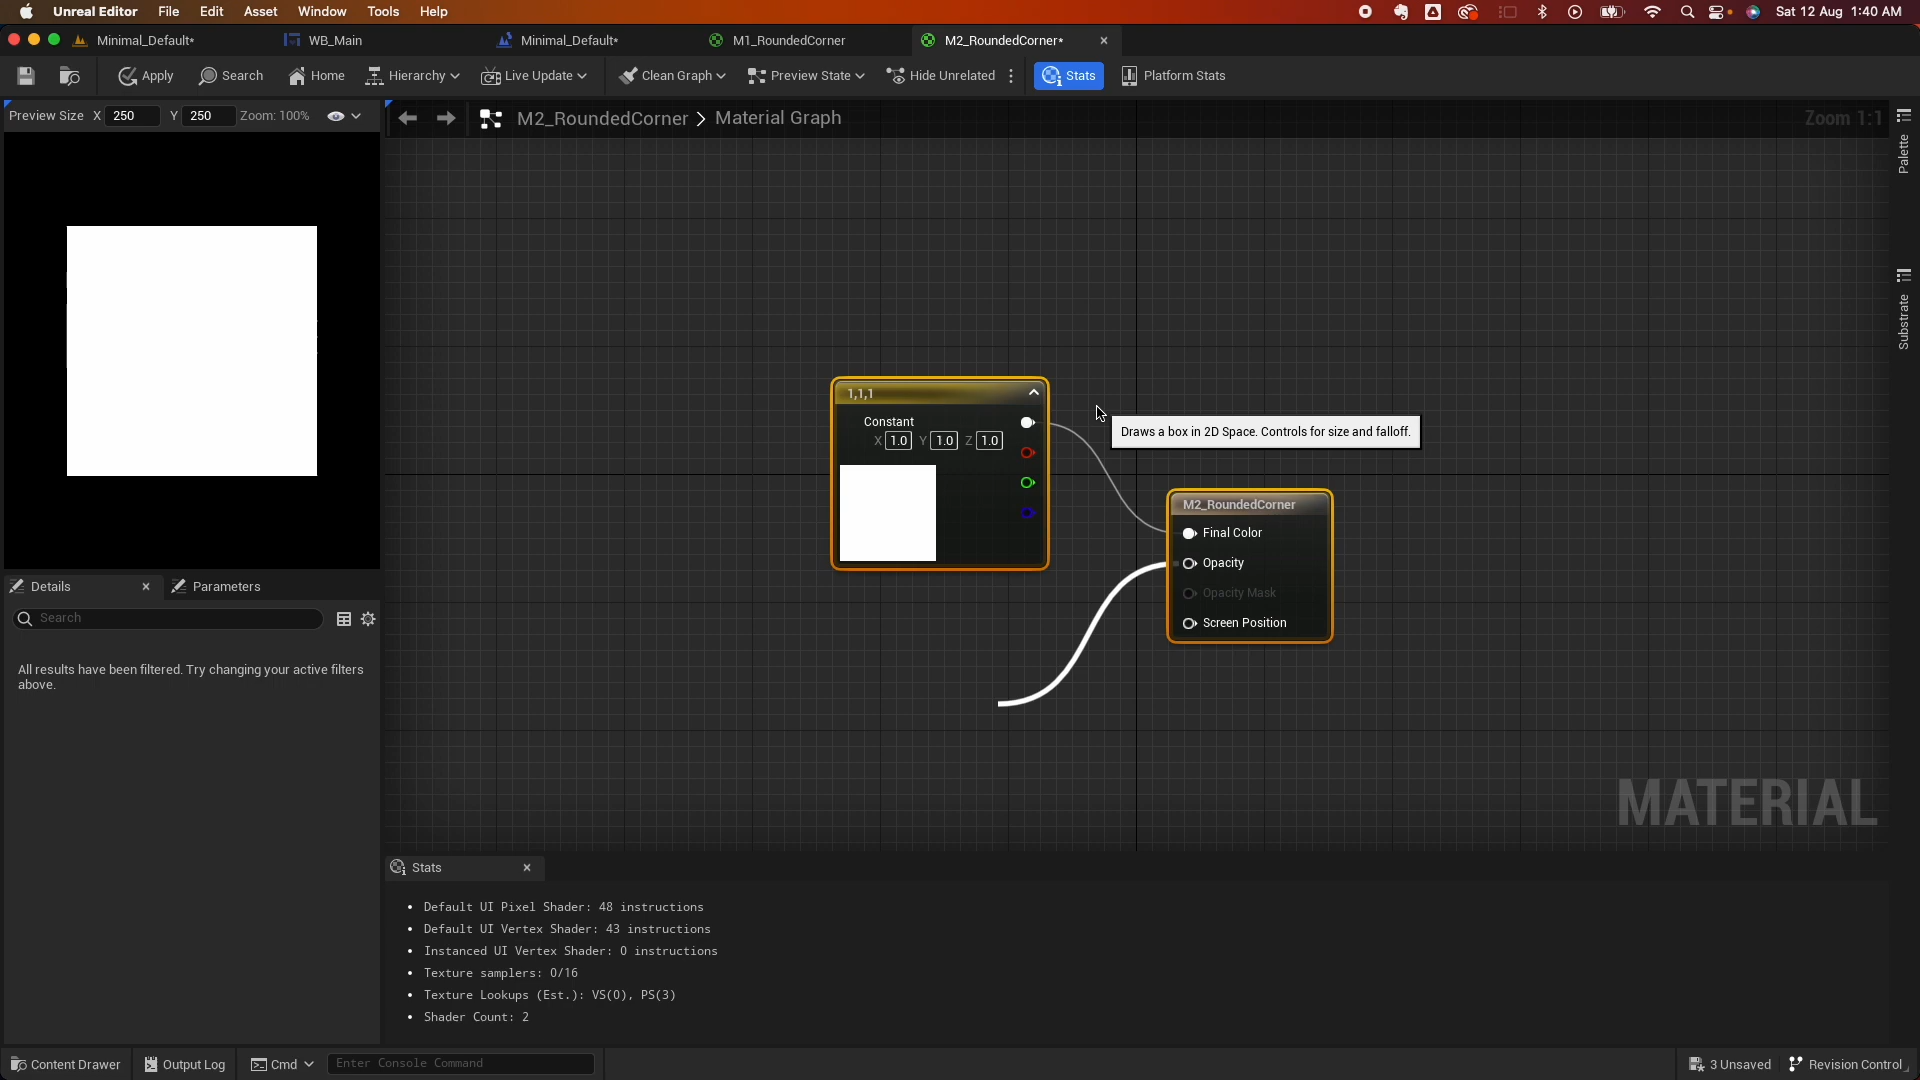 Unreal Editor File Edit Asset Window Tools Help Sat 12 Aug 1:40 AM
Minimal_Default* WB_Main Minimal_Default* M1_RoundedCorner M2_RoundedCorner*
Apply Search Home Hierarchy Live Update Clean Graph Preview State Hide Unrelated Stats Platform Stats
Preview Size X 250 Y 250 Zoom: 100%
M2_RoundedCorner > Material Graph
Zoom 1:1
Palette
Substrate
1,1,1
Constant
X 1.0 Y 1.0 Z 1.0
Draws a box in 2D Space. Controls for size and falloff.
M2_RoundedCorner
Final Color
Opacity
Opacity Mask
Screen Position
Details Parameters
Search
All results have been filtered. Try changing your active filters
above.
MATERIAL
Stats
• Default UI Pixel Shader: 48 instructions
• Default UI Vertex Shader: 43 instructions
• Instanced UI Vertex Shader: 0 instructions
• Texture samplers: 0/16
• Texture Lookups (Est.): VS(0), PS(3)
• Shader Count: 2
Content Drawer Output Log Cmd Enter Console Command 3 Unsaved Revision Control